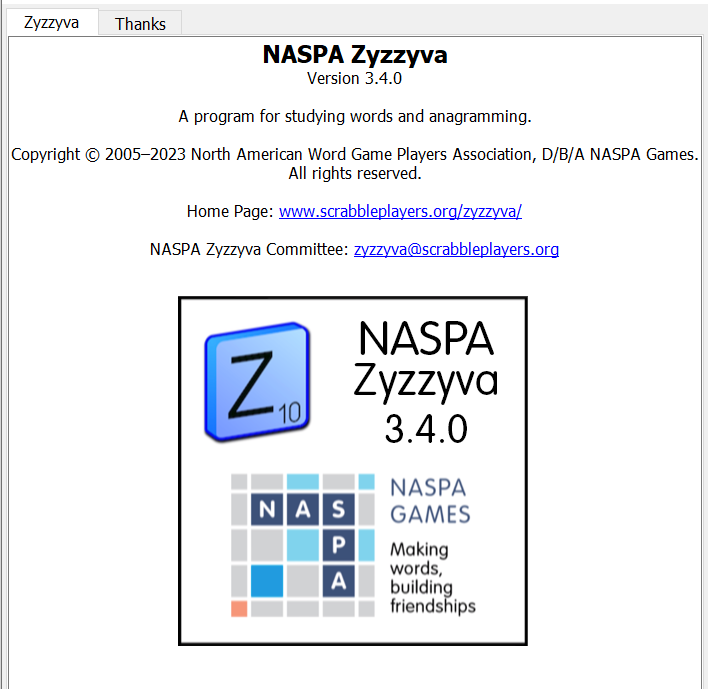 Zyzzyva Thanks
NASPA Zyzzyva
Version 3.4.0
A program for studying words and anagramming.
Copyright © 2005–2023 North American Word Game Players Association, D/B/A NASPA Games.
All rights reserved.
Home Page: www.scrabbleplayers.org/zyzzyva/
NASPA Zyzzyva Committee: zyzzyva@scrabbleplayers.org
Z 10
NASPA
Zyzzyva
3.4.0
NAS
P
A
NASPA
GAMES
Making
words,
building
friendships